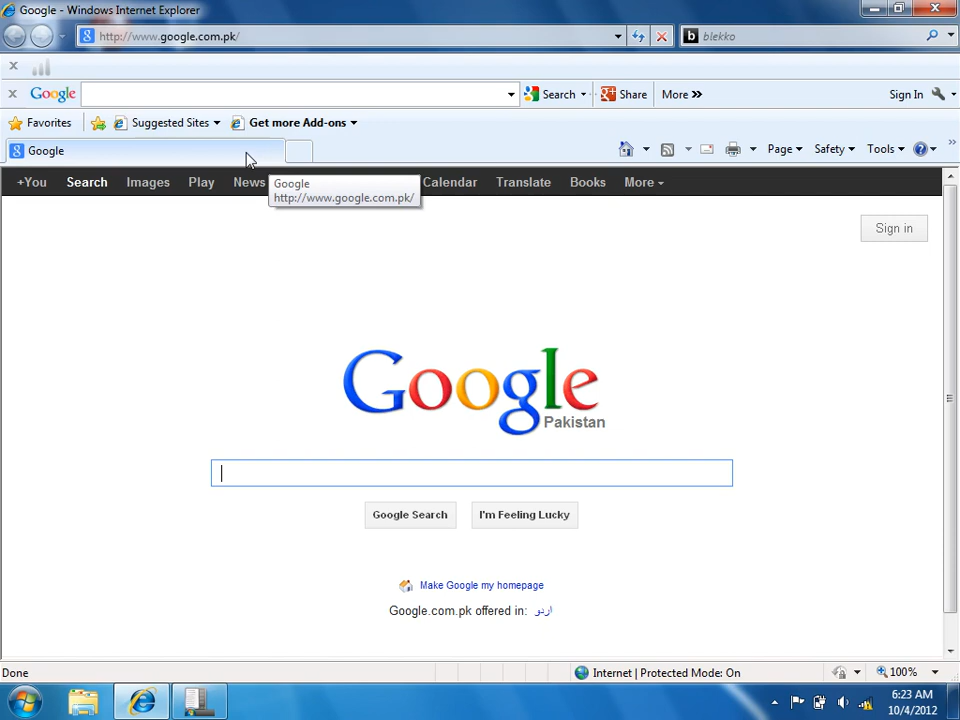 Google - Windows Internet Explorer
http://www.google.com.pk/
b blekko
Google Search Share More » Sign In
Favorites Suggested Sites Get more Add-ons
Google Page Safety Tools »
+You Search Images Play News Calendar Translate Books More
Google
http://www.google.com.pk/
Sign in
Google
Pakistan
Google Search I'm Feeling Lucky
Make Google my homepage
Google.com.pk offered in: اردو
Done Internet | Protected Mode: On 100%
6:23 AM
10/4/2012